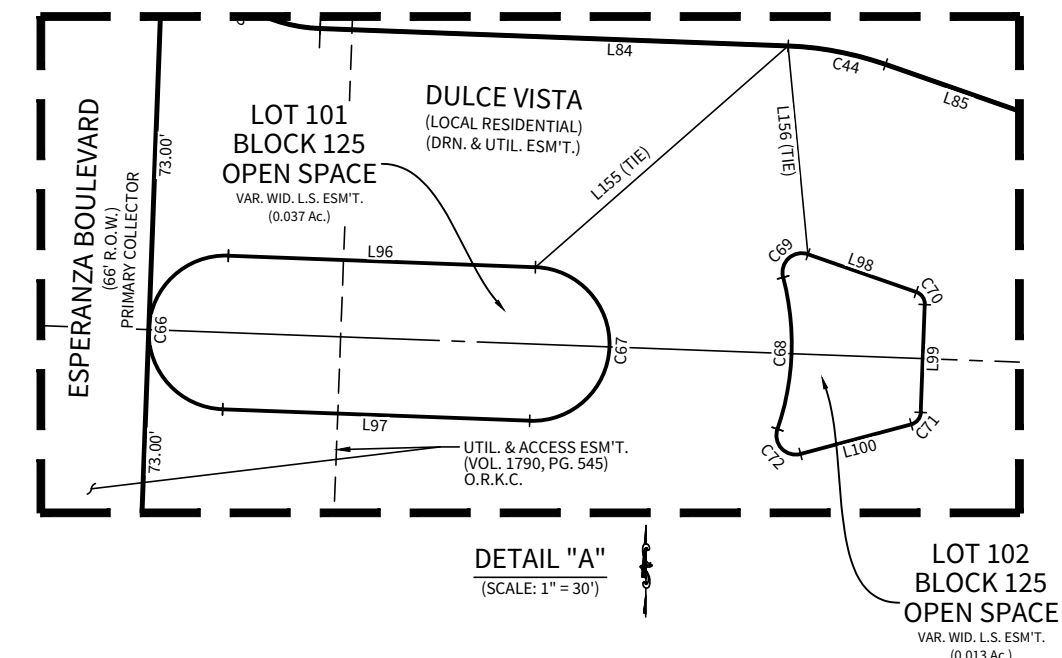 L84
C44
L85
DULCE VISTA
(LOCAL RESIDENTIAL)
(DRN. & UTIL. ESM'T.)
LOT 101
BLOCK 125
OPEN SPACE
VAR. WID. L.S. ESM'T.
(0.037 Ac.)
73.00'
ESPERANZA BOULEVARD
(66' R.O.W.)
PRIMARY COLLECTOR
L155 (TIE)
L156 (TIE)
L96
C69
L98
C70
C66
C67
C68
L99
L97
C71
C72
L100
73.00'
UTIL. & ACCESS ESM'T.
(VOL. 1790, PG. 545)
O.R.K.C.
DETAIL "A"
(SCALE: 1" = 30')
LOT 102
BLOCK 125
OPEN SPACE
VAR. WID. L.S. ESM'T.
(0.013 Ac.)